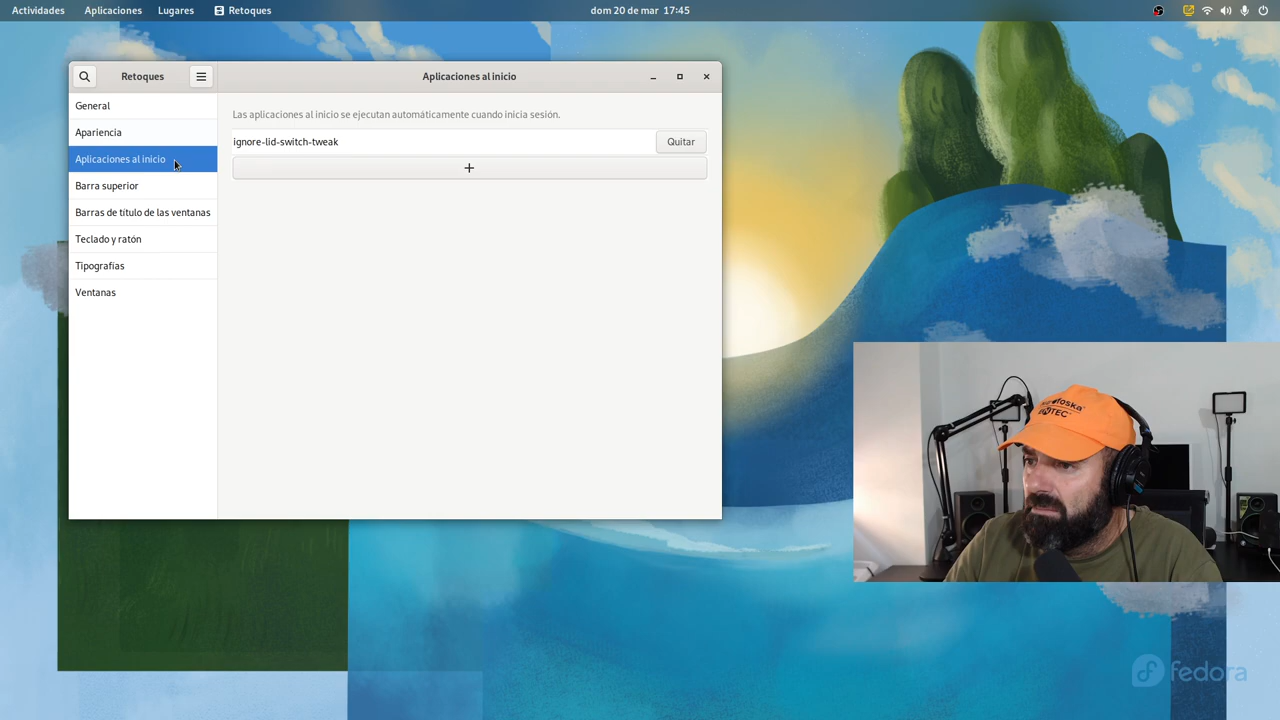 Actividades Aplicaciones Lugares Retoques dom 20 de mar 17:45
Retoques
Aplicaciones al inicio
General
Apariencia
Aplicaciones al inicio
Barra superior
Barras de título de las ventanas
Teclado y ratón
Tipografías
Ventanas
Las aplicaciones al inicio se ejecutan automáticamente cuando inicia sesión.
ignore-lid-switch-tweak Quitar
fedora